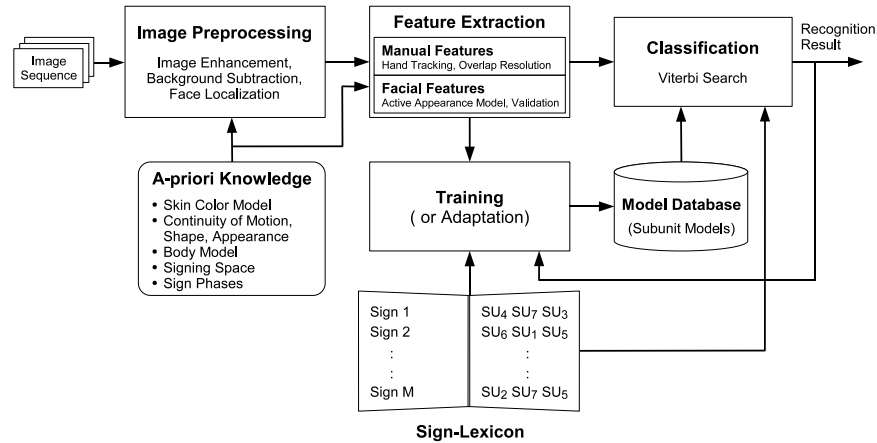 Image
Sequence
Image Preprocessing
Image Enhancement,
Background Subtraction,
Face Localization
Feature Extraction
Manual Features
Hand Tracking, Overlap Resolution
Facial Features
Active Appearance Model, Validation
Classification
Viterbi Search
Recognition
Result
A-priori Knowledge
• Skin Color Model
• Continuity of Motion,
Shape, Appearance
• Body Model
• Signing Space
• Sign Phases
Training
( or Adaptation)
Model Database
(Subunit Models)
Sign 1 SU₄ SU₇ SU₃
Sign 2 SU₆ SU₁ SU₅
: :
: :
Sign M SU₂ SU₇ SU₅
Sign-Lexicon